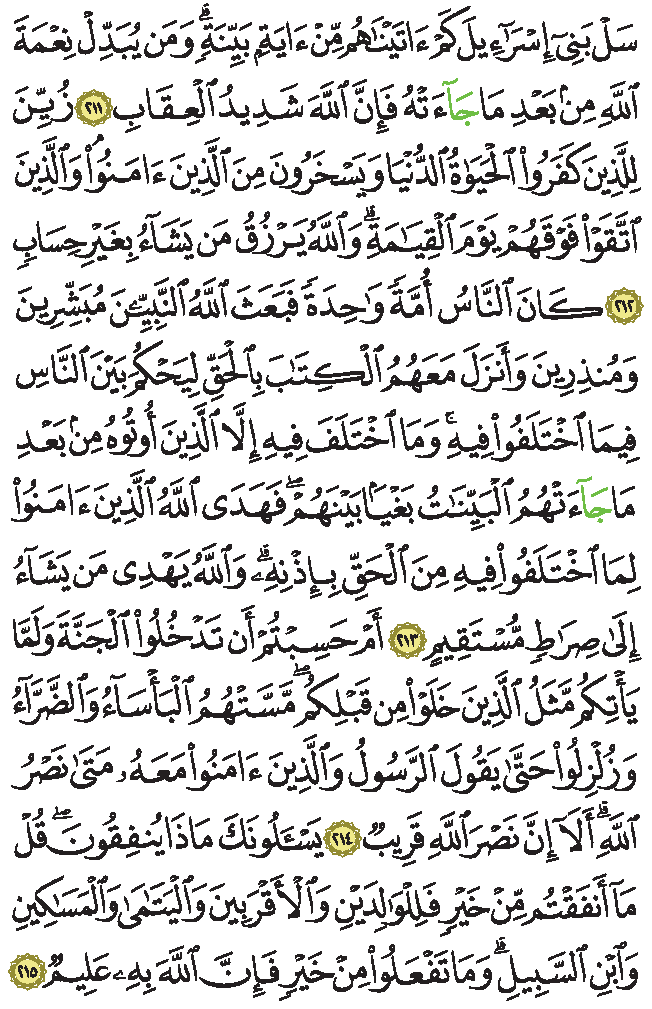 سَلْ بَنِىٓ إِسْرَٰٓءِيلَ كَمْ ءَاتَيْنَٰهُم مِّنْ ءَايَةٍۭ بَيِّنَةٍۗ وَمَن يُبَدِّلْ نِعْمَةَ
ٱللَّهِ مِنۢ بَعْدِ مَا جَآءَتْهُ فَإِنَّ ٱللَّهَ شَدِيدُ ٱلْعِقَابِ ٢١١ زُيِّنَ
لِلَّذِينَ كَفَرُوا۟ ٱلْحَيَوٰةُ ٱلدُّنْيَا وَيَسْخَرُونَ مِنَ ٱلَّذِينَ ءَامَنُوا۟ۘ وَٱلَّذِينَ
ٱتَّقَوْا۟ فَوْقَهُمْ يَوْمَ ٱلْقِيَٰمَةِۗ وَٱللَّهُ يَرْزُقُ مَن يَشَآءُ بِغَيْرِ حِسَابٍ
٢١٢ كَانَ ٱلنَّاسُ أُمَّةً وَٰحِدَةً فَبَعَثَ ٱللَّهُ ٱلنَّبِيِّـۧنَ مُبَشِّرِينَ
وَمُنذِرِينَ وَأَنزَلَ مَعَهُمُ ٱلْكِتَٰبَ بِٱلْحَقِّ لِيَحْكُمَ بَيْنَ ٱلنَّاسِ
فِيمَا ٱخْتَلَفُوا۟ فِيهِۚ وَمَا ٱخْتَلَفَ فِيهِ إِلَّا ٱلَّذِينَ أُوتُوهُ مِنۢ بَعْدِ
مَا جَآءَتْهُمُ ٱلْبَيِّنَٰتُ بَغْيًۢا بَيْنَهُمْۖ فَهَدَى ٱللَّهُ ٱلَّذِينَ ءَامَنُوا۟
لِمَا ٱخْتَلَفُوا۟ فِيهِ مِنَ ٱلْحَقِّ بِإِذْنِهِۦۗ وَٱللَّهُ يَهْدِى مَن يَشَآءُ
إِلَىٰ صِرَٰطٍ مُّسْتَقِيمٍ ٢١٣ أَمْ حَسِبْتُمْ أَن تَدْخُلُوا۟ ٱلْجَنَّةَ وَلَمَّا
يَأْتِكُم مَّثَلُ ٱلَّذِينَ خَلَوْا۟ مِن قَبْلِكُمۖ مَّسَّتْهُمُ ٱلْبَأْسَآءُ وَٱلضَّرَّآءُ
وَزُلْزِلُوا۟ حَتَّىٰ يَقُولَ ٱلرَّسُولُ وَٱلَّذِينَ ءَامَنُوا۟ مَعَهُۥ مَتَىٰ نَصْرُ
ٱللَّهِۗ أَلَآ إِنَّ نَصْرَ ٱللَّهِ قَرِيبٌ ٢١٤ يَسْـَٔلُونَكَ مَاذَا يُنفِقُونَۖ قُلْ
مَآ أَنفَقْتُم مِّنْ خَيْرٍ فَلِلْوَٰلِدَيْنِ وَٱلْأَقْرَبِينَ وَٱلْيَتَٰمَىٰ وَٱلْمَسَٰكِينِ
وَٱبْنِ ٱلسَّبِيلِۗ وَمَا تَفْعَلُوا۟ مِنْ خَيْرٍ فَإِنَّ ٱللَّهَ بِهِۦ عَلِيمٌ ٢١٥